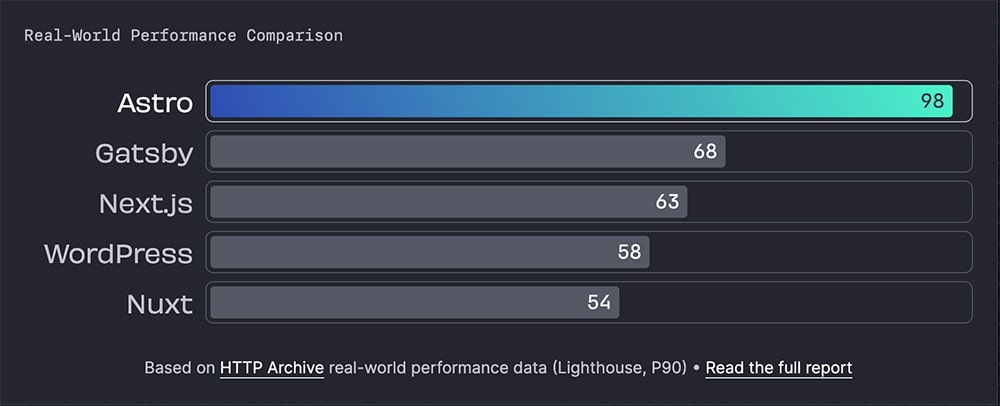 Real-World Performance Comparison
Astro 98
Gatsby 68
Next.js 63
WordPress 58
Nuxt 54
Based on HTTP Archive real-world performance data (Lighthouse, P90) • Read the full report